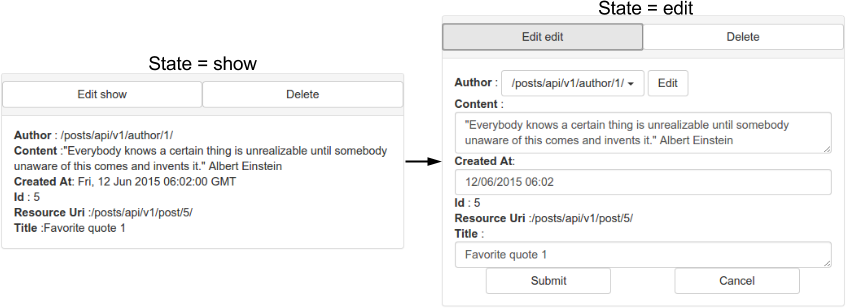 State = show
Edit show Delete
Author : /posts/api/v1/author/1/
Content :"Everybody knows a certain thing is unrealizable until somebody
unaware of this comes and invents it." Albert Einstein
Created At: Fri, 12 Jun 2015 06:02:00 GMT
Id : 5
Resource Uri :/posts/api/v1/post/5/
Title :Favorite quote 1
State = edit
Edit edit Delete
Author : /posts/api/v1/author/1/ Edit
Content :
"Everybody knows a certain thing is unrealizable until somebody
unaware of this comes and invents it." Albert Einstein
Created At:
12/06/2015 06:02
Id : 5
Resource Uri :/posts/api/v1/post/5/
Title :
Favorite quote 1
Submit Cancel